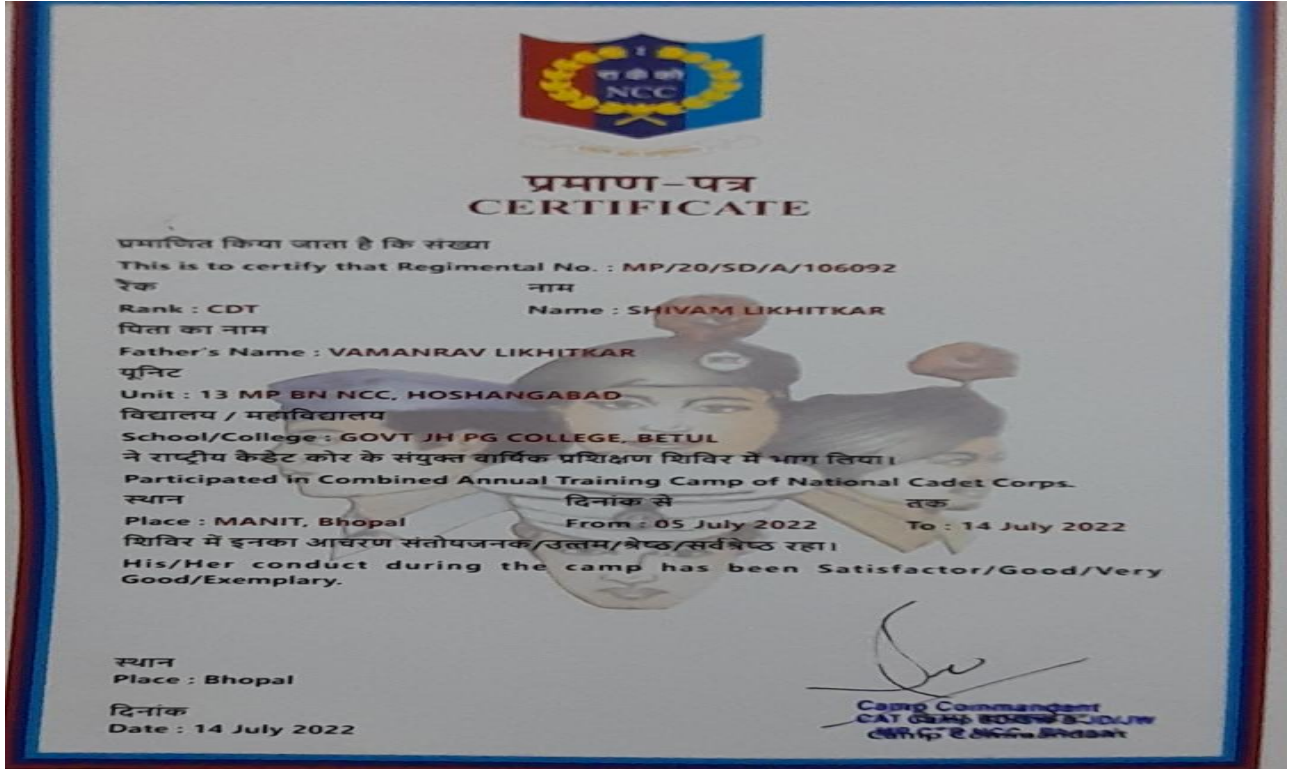 रा कै को
NCC
प्रमाण-पत्र
CERTIFICATE
प्रमाणित किया जाता है कि संख्या
This is to certify that Regimental No. : MP/20/SD/A/106092
रैंक नाम
Rank : CDT Name : SHIVAM LIKHITKAR
पिता का नाम
Father's Name : VAMANRAV LIKHITKAR
यूनिट
Unit : 13 MP BN NCC, HOSHANGABAD
विद्यालय / महाविद्यालय
School/College : GOVT JH PG COLLEGE, BETUL
ने राष्ट्रीय कैडेट कोर के संयुक्त वार्षिक प्रशिक्षण शिविर में भाग लिया।
Participated in Combined Annual Training Camp of National Cadet Corps.
स्थान दिनांक से तक
Place : MANIT, Bhopal From : 05 July 2022 To : 14 July 2022
शिविर में इनका आचरण संतोषजनक/उत्तम/श्रेष्ठ/सर्वश्रेष्ठ रहा।
His/Her conduct during the camp has been Satisfactor/Good/Very
Good/Exemplary.
स्थान
Place : Bhopal
दिनांक
Date : 14 July 2022
Camp Commandant
CAT Camp
Camp Commandant